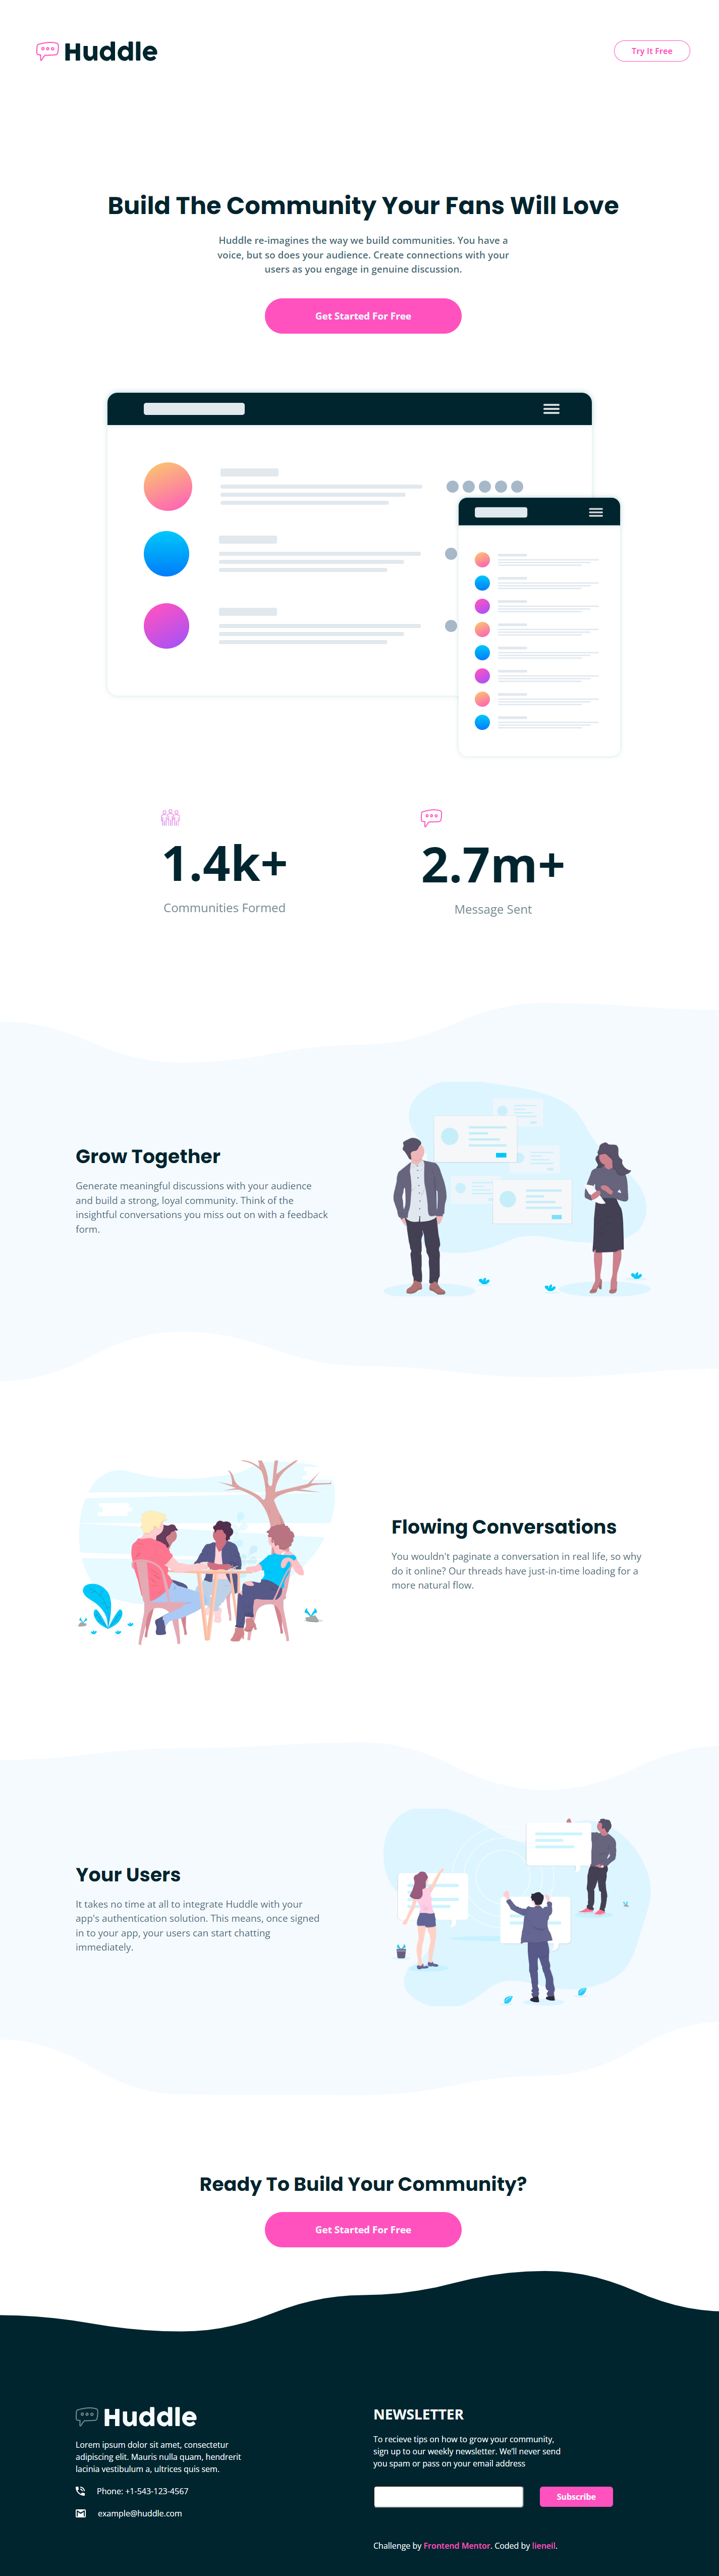 Huddle
Try It Free
Build The Community Your Fans Will Love
Huddle re-imagines the way we build communities. You have a
voice, but so does your audience. Create connections with your
users as you engage in genuine discussion.
Get Started For Free
1.4k+
Communities Formed
2.7m+
Message Sent
Grow Together
Generate meaningful discussions with your audience
and build a strong, loyal community. Think of the
insightful conversations you miss out on with a feedback
form.
Flowing Conversations
You wouldn't paginate a conversation in real life, so why
do it online? Our threads have just-in-time loading for a
more natural flow.
Your Users
It takes no time at all to integrate Huddle with your
app's authentication solution. This means, once signed
in to your app, your users can start chatting
immediately.
Ready To Build Your Community?
Get Started For Free
Huddle
Lorem ipsum dolor sit amet, consectetur
adipiscing elit. Mauris nulla quam, hendrerit
lacinia vestibulum a, ultrices quis sem.
Phone: +1-543-123-4567
example@huddle.com
NEWSLETTER
To recieve tips on how to grow your community,
sign up to our weekly newsletter. We'll never send
you spam or pass on your email address
Subscribe
Challenge by Frontend Mentor. Coded by lieneil.